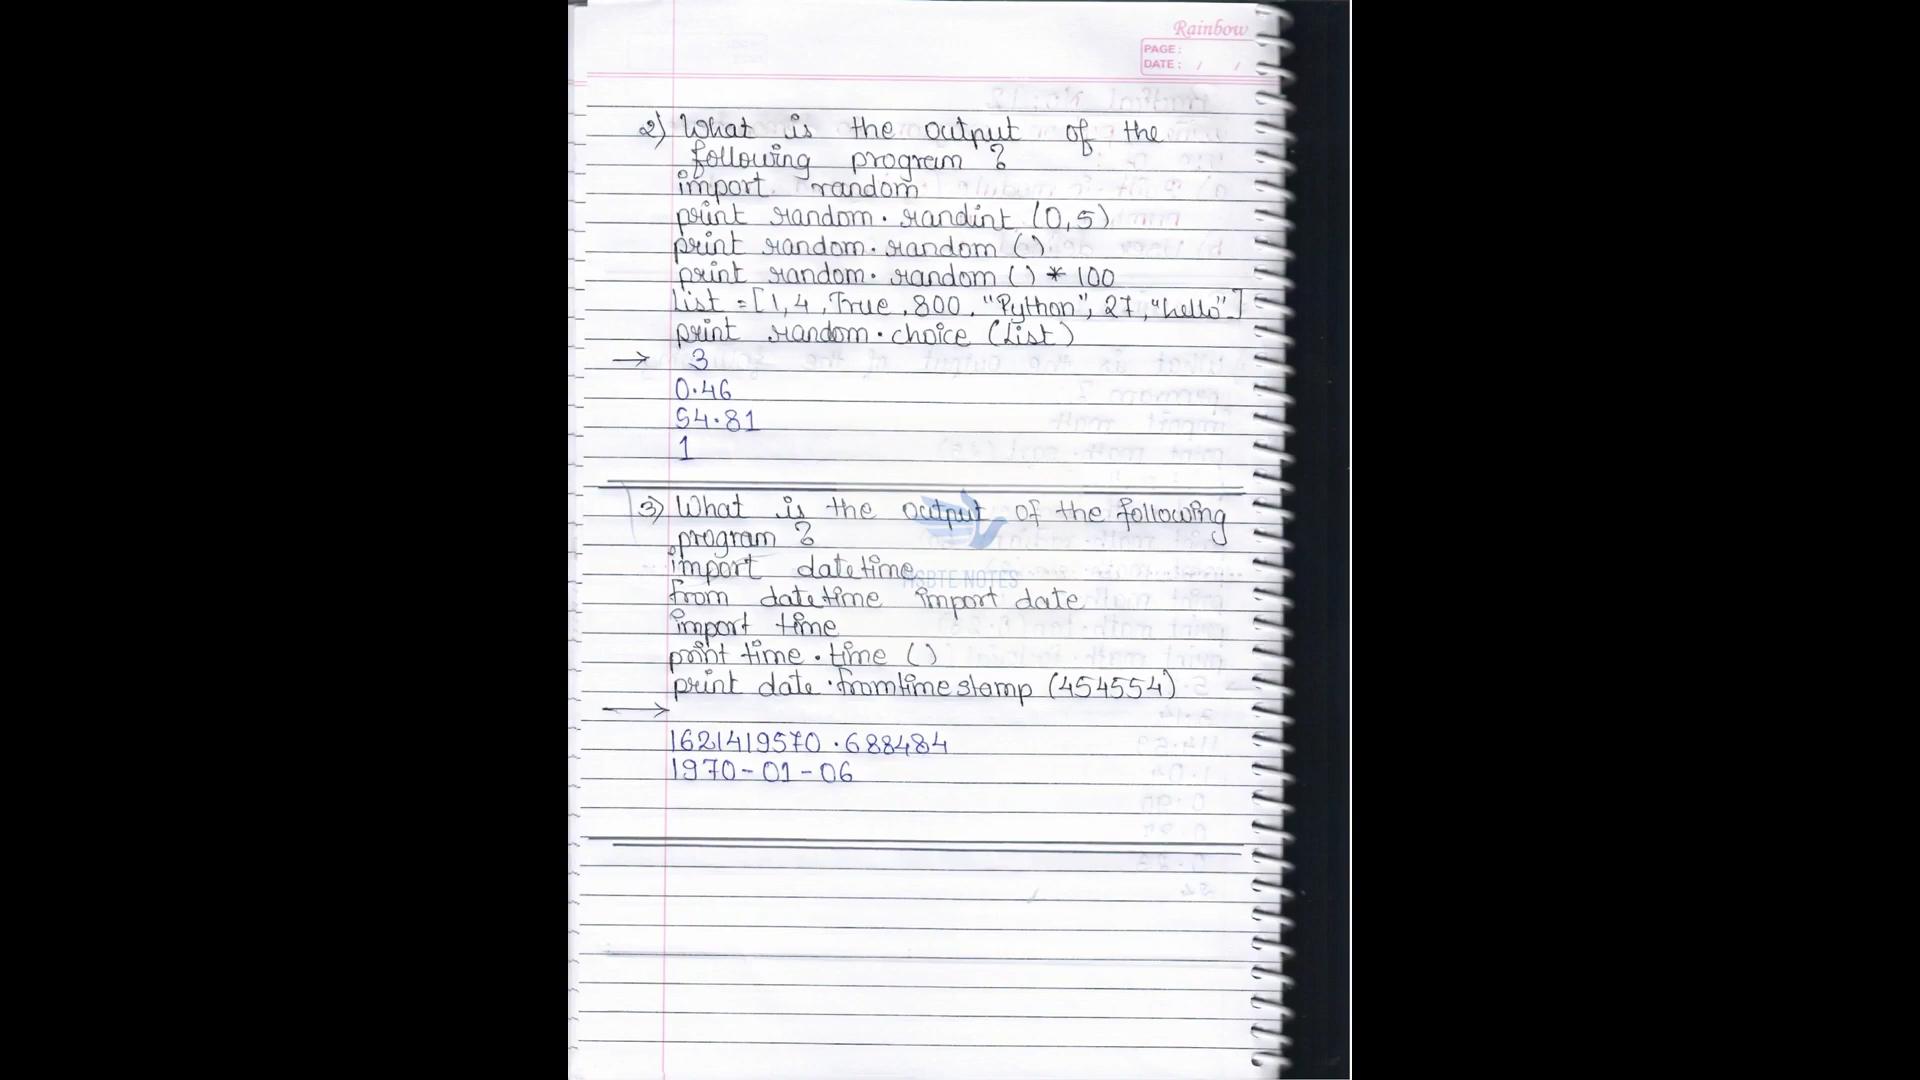 Rainbow
PAGE:
DATE: / /
2) What is the output of the
following program ?
import random
print random.randint (0,5)
print random.random ()
print random.random () * 100
List = [1,4,True,800,"Python",27,"hello"]
print random.choice (List)
→ 3
0.46
54.81
1
3) What is the output of the following
program ?
import datetime
MSBTE NOTES
from datetime import date
import time
print time.time ()
print date.fromtimestamp (454554)
→
1621419570.688484
1970-01-06